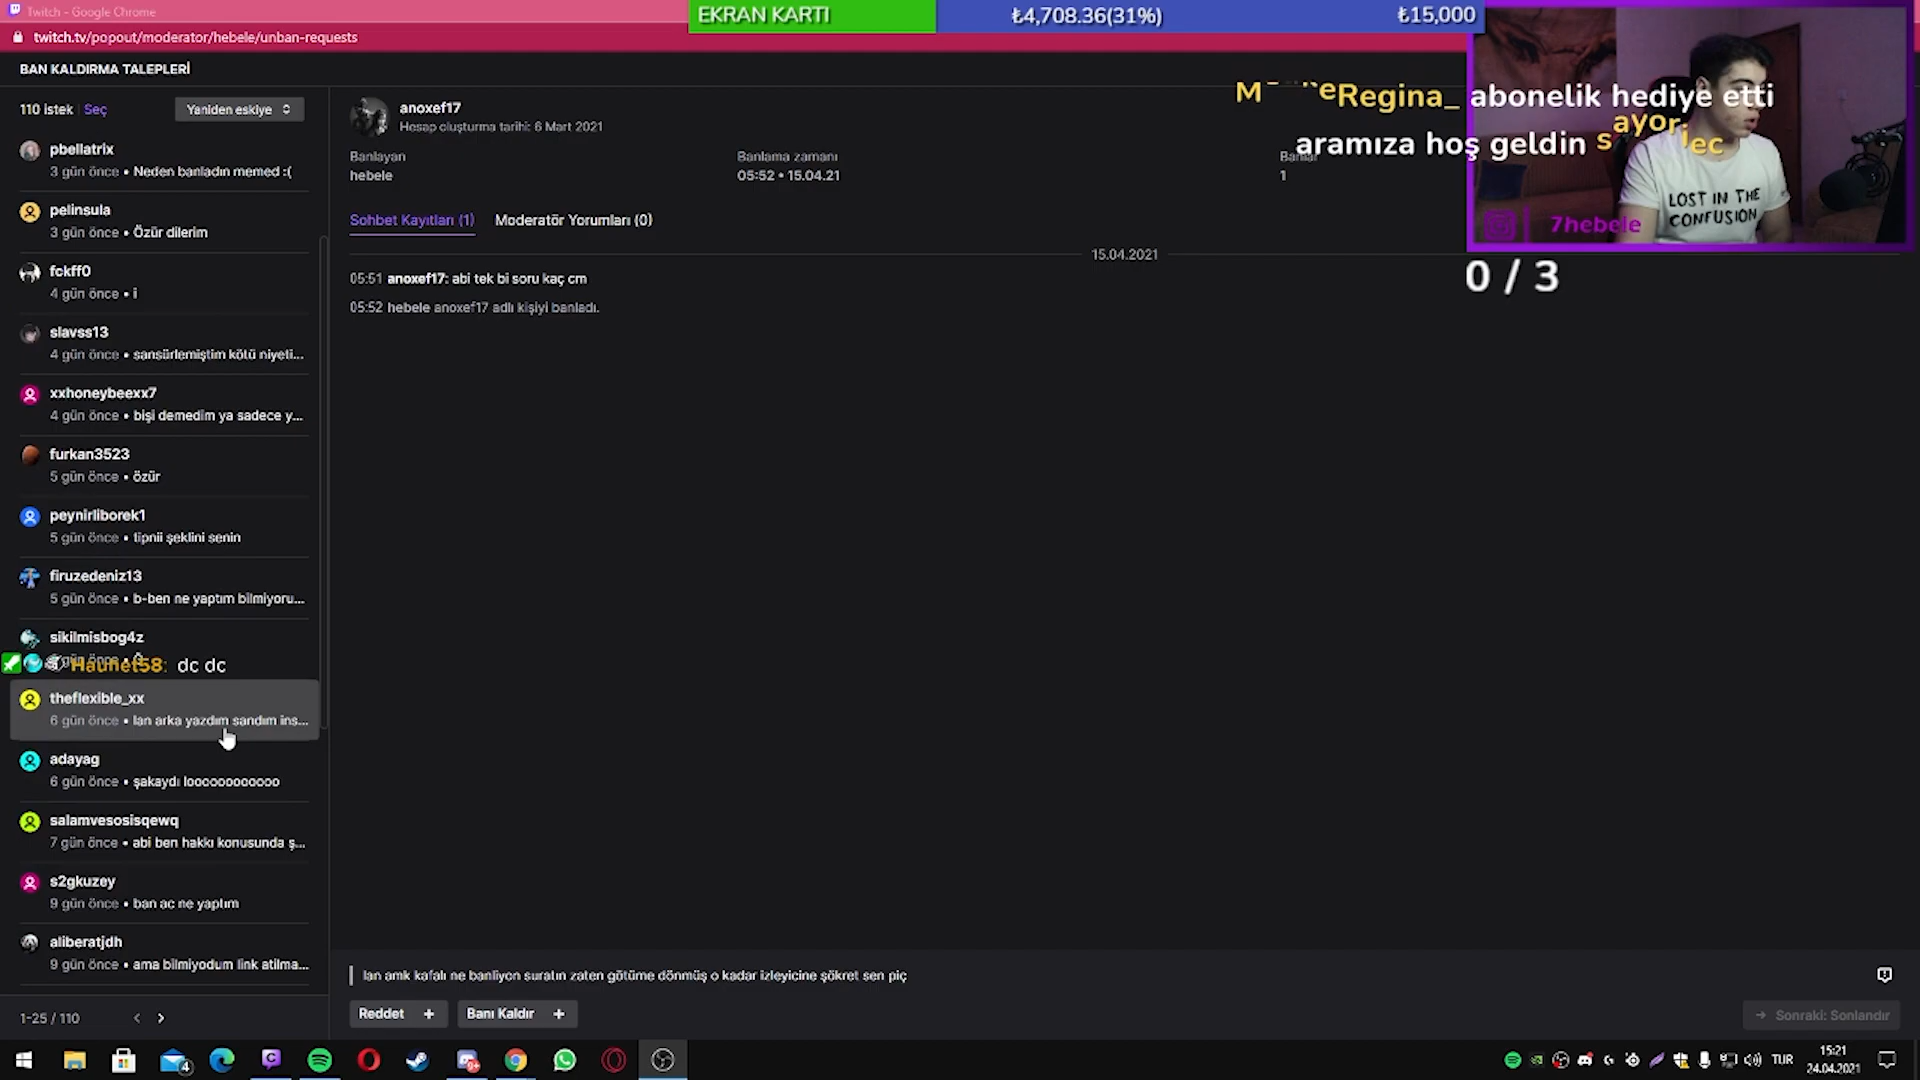 Twitch - Google Chrome
twitch.tv/popout/moderator/hebele/unban-requests
EKRAN KARTI
₺4,708.36(31%)
₺15,000
BAN KALDIRMA TALEPLERİ
110 istek Seç
Yeniden eskiye
pbellatrix
3 gün önce • Neden banladın memed :(
pelinsula
3 gün önce • Özür dilerim
fckff0
4 gün önce • i
slavss13
4 gün önce • sansürlemiştim kötü niyeti...
xxhoneybeexx7
4 gün önce • bişi demedim ya sadece y...
furkan3523
5 gün önce • özür
peynirliborek1
5 gün önce • tipnii şeklini senin
firuzedeniz13
5 gün önce • b-ben ne yaptım bilmiyoru...
sikilmisbog4z
Haunet58: dc dc
theflexible_xx
6 gün önce • lan arka yazdım sandım ins...
adayag
6 gün önce • şakaydı looooooooooo
salamvesosisqewq
7 gün önce • abi ben hakkı konusunda ş...
s2gkuzey
9 gün önce • ban ac ne yaptım
aliberatjdh
9 gün önce • ama bilmiyodum link atilma...
1-25 / 110
anoxef17
Hesap oluşturma tarihi: 6 Mart 2021
Banlayan
hebele
Banlama zamanı
05:52 • 15.04.21
Banlar
1
Sohbet Kayıtları (1) Moderatör Yorumları (0)
15.04.2021
05:51 anoxef17: abi tek bi soru kaç cm
05:52 hebele anoxef17 adlı kişiyi banladı.
Regina_ abonelik hediye etti
aramıza hoş geldin
LOST IN THE
CONFUSION
7hebele
0 / 3
lan amk kafalı ne banliyon suratın zaten götüme dönmüş o kadar izleyicine şökret sen piç
Reddet +
Banı Kaldır +
→ Sonraki: Sonlandır
TUR
15:21
24.04.2021